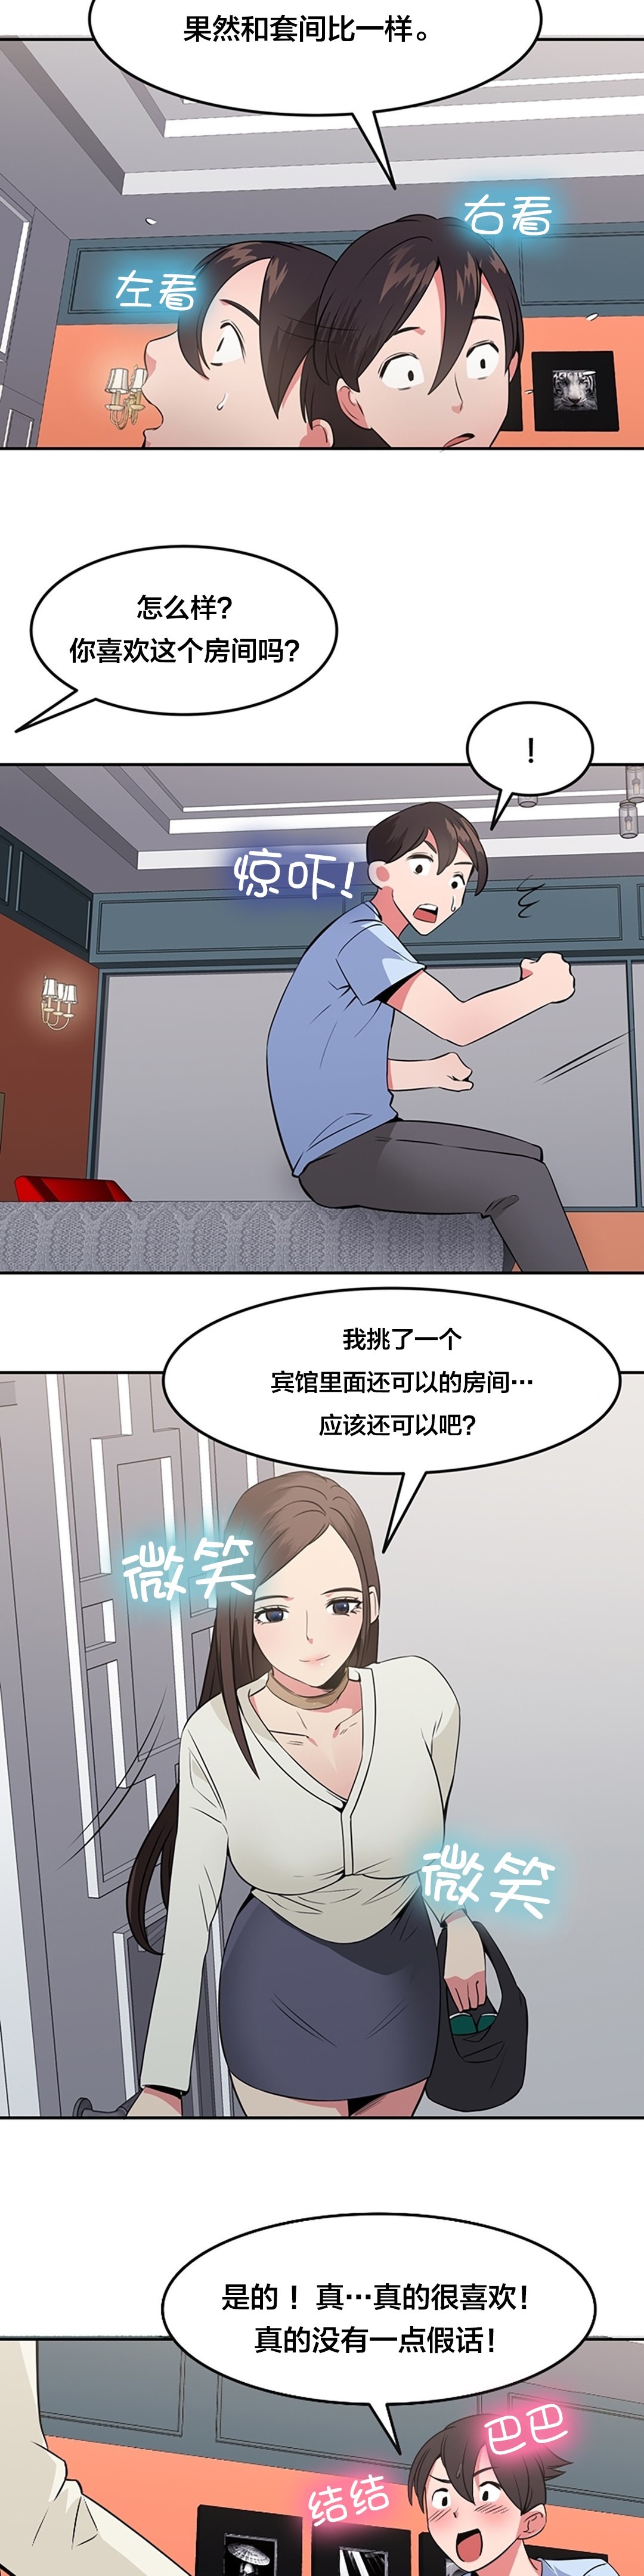 果然和套间比一样。
右看
左看
怎么样？
你喜欢这个房间吗？
！
惊吓！
我挑了一个
宾馆里面还可以的房间…
应该还可以吧？
微笑
微笑
是的！真…真的很喜欢！
真的没有一点假话！
结结
巴巴